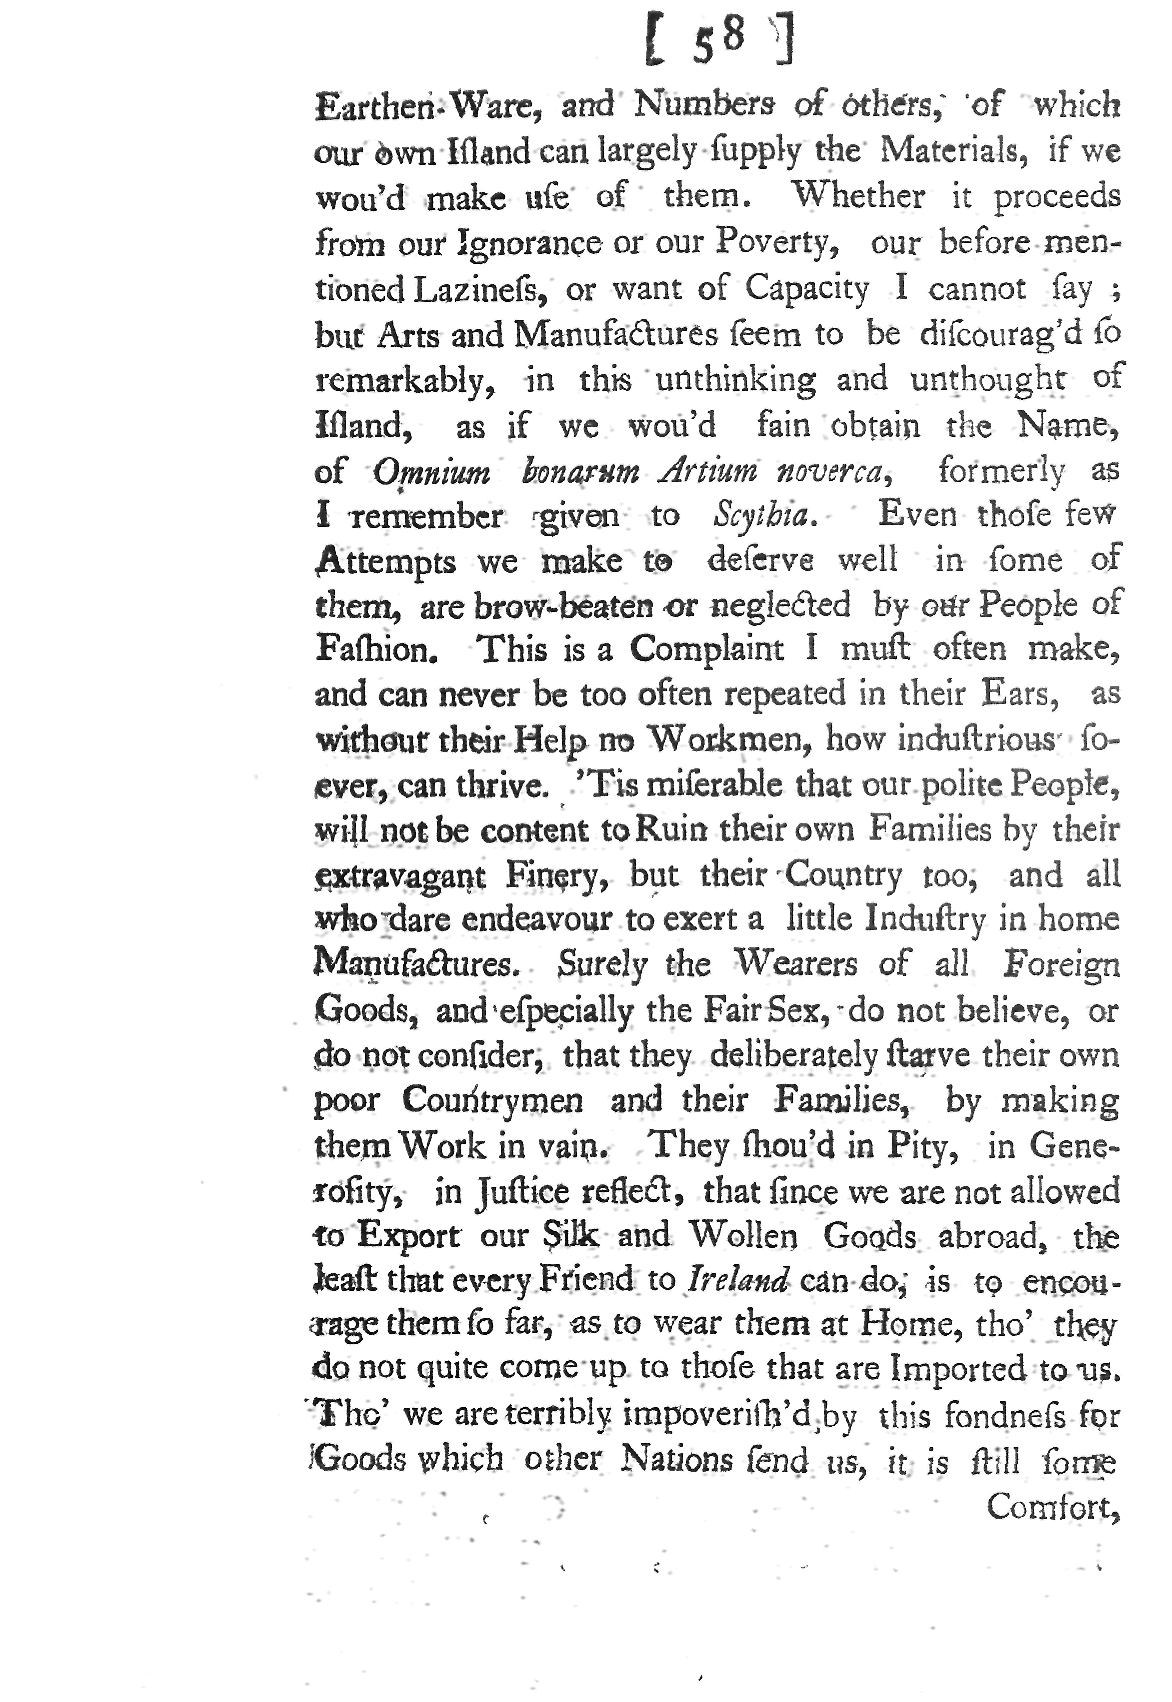 [ 58 ]
Earthen-Ware, and Numbers of others, of which
our own Iſland can largely ſupply the Materials, if we
wou'd make uſe of them. Whether it proceeds
from our Ignorance or our Poverty, our before men-
tioned Lazineſs, or want of Capacity I cannot ſay ;
but Arts and Manufactures ſeem to be diſcourag'd ſo
remarkably, in this unthinking and unthought of
Iſland, as if we wou'd fain obtain the Name,
of Omnium bonarum Artium noverca, formerly as
I remember given to Scythia. Even thoſe few
Attempts we make to deſerve well in ſome of
them, are brow-beaten or neglected by our People of
Faſhion. This is a Complaint I muſt often make,
and can never be too often repeated in their Ears, as
without their Help no Workmen, how induſtrious ſo-
ever, can thrive. 'Tis miſerable that our polite People,
will not be content to Ruin their own Families by their
extravagant Finery, but their Country too, and all
who dare endeavour to exert a little Induſtry in home
Manufactures. Surely the Wearers of all Foreign
Goods, and eſpecially the Fair Sex, do not believe, or
do not conſider, that they deliberately ſtarve their own
poor Countrymen and their Families, by making
them Work in vain. They ſhou'd in Pity, in Gene-
roſity, in Juſtice reflect, that ſince we are not allowed
to Export our Silk and Wollen Goods abroad, the
leaſt that every Friend to Ireland can do, is to encou-
rage them ſo far, as to wear them at Home, tho' they
do not quite come up to thoſe that are Imported to us.
Tho' we are terribly impoveriſh'd by this fondneſs for
Goods which other Nations ſend us, it is ſtill ſome
Comfort,